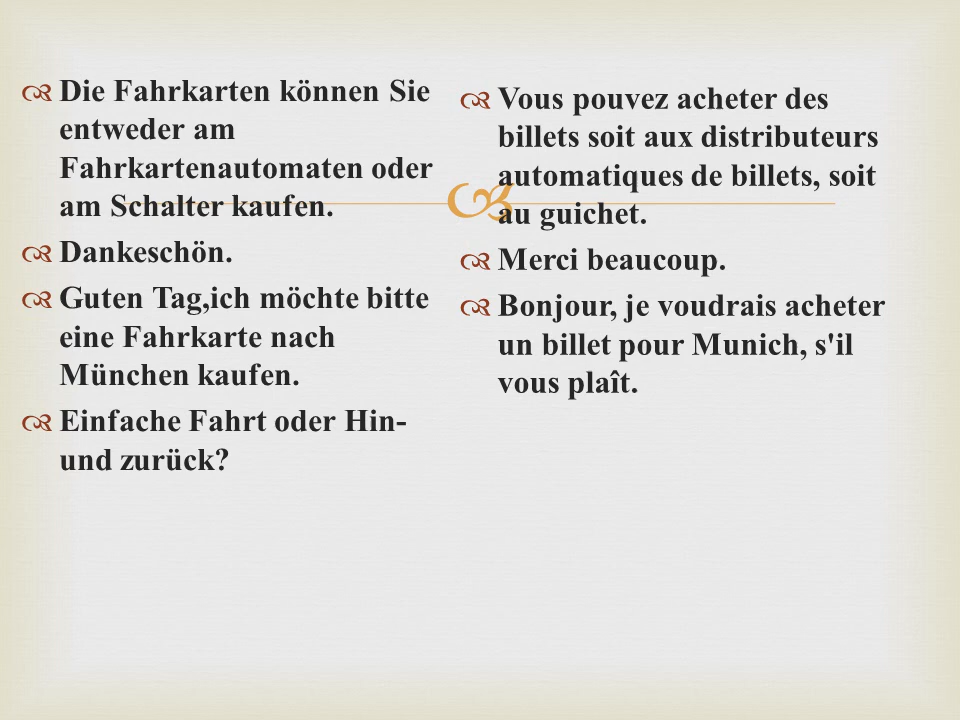 Die Fahrkarten können Sie
entweder am
Fahrkartenautomaten oder
am Schalter kaufen.
Dankeschön.
Guten Tag,ich möchte bitte
eine Fahrkarte nach
München kaufen.
Einfache Fahrt oder Hin-
und zurück?
Vous pouvez acheter des
billets soit aux distributeurs
automatiques de billets, soit
au guichet.
Merci beaucoup.
Bonjour, je voudrais acheter
un billet pour Munich, s'il
vous plaît.